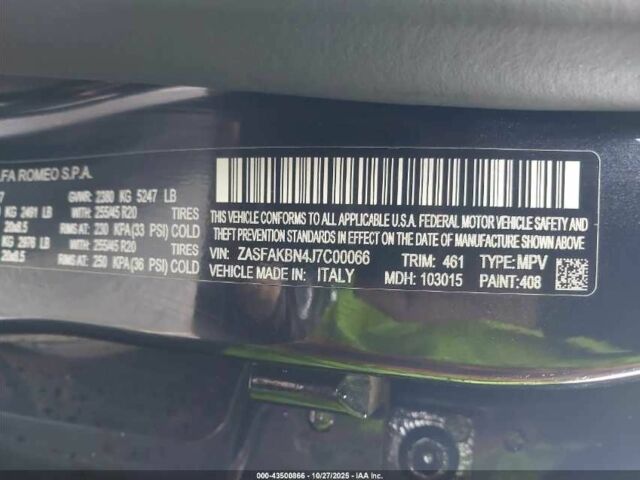 FA ROMEO S.P.A.
7 GVWR: 2380 KG 5247 LB
KG 2491 LB WITH: 255/45 R20 TIRES
20x8.5 RIMS AT: 230 KPA(33 PSI) COLD
KG 2978 LB WITH: 255/45 R20 TIRES
20x8.5 RIMS AT: 250 KPA(36 PSI) COLD
THIS VEHICLE CONFORMS TO ALL APPLICABLE U.S.A. FEDERAL MOTOR VEHICLE SAFETY AND
THEFT PREVENTION STANDARDS IN EFFECT ON THE DATE OF MANUFACTURE SHOWN ABOVE.
VIN: ZASFAKBN4J7C00066 TRIM: 461 TYPE: MPV
VEHICLE MADE IN: ITALY MDH: 103015 PAINT: 408
000-43500866 | 10/27/2025 | IAA, Inc.